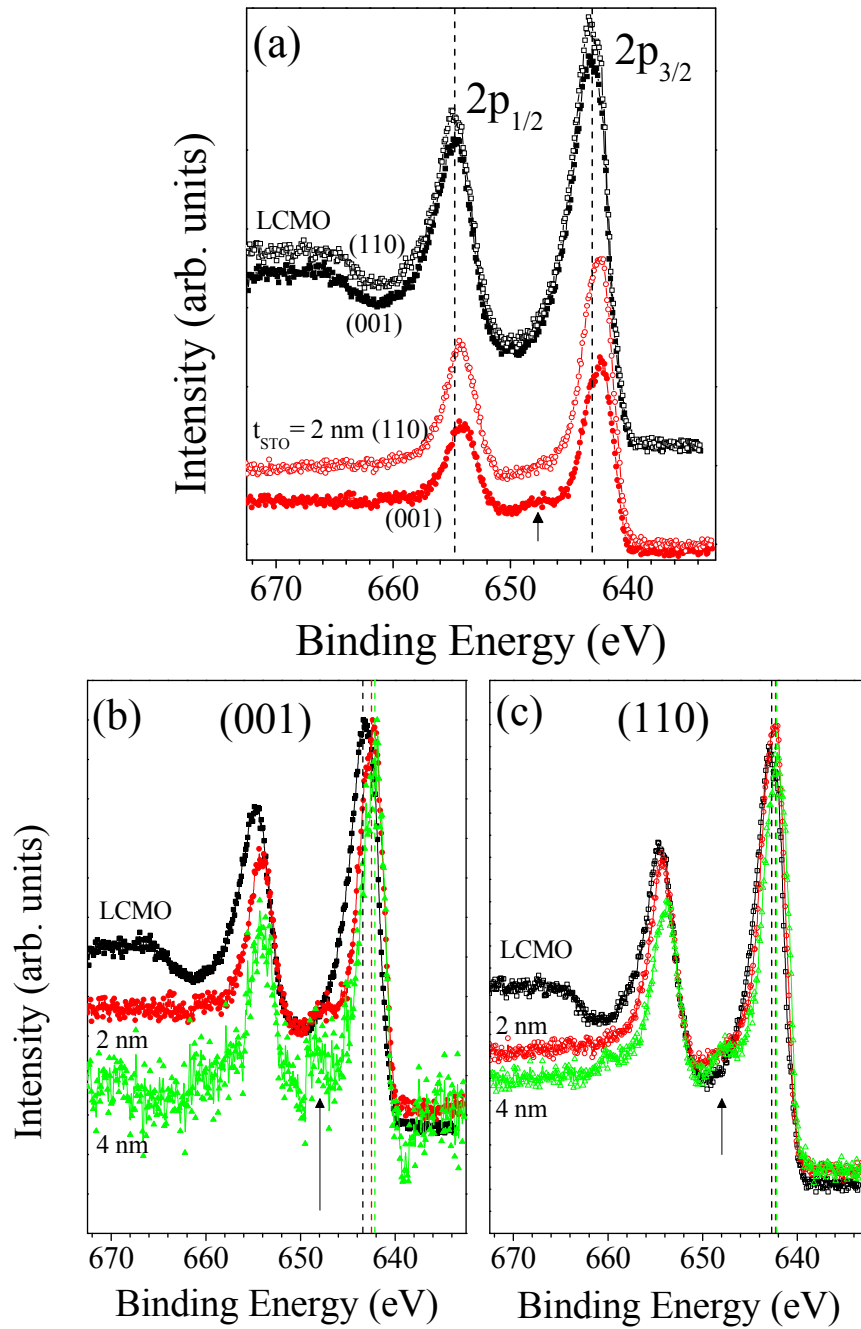 (a)
2p3/2
2p1/2
LCMO
(110)
(001)
tSTO= 2 nm (110)
(001)
Intensity (arb. units)
670 660 650 640
Binding Energy (eV)
(b) (001)
LCMO
2 nm
4 nm
Intensity (arb. units)
670 660 650 640
Binding Energy (eV)
(c) (110)
LCMO
2 nm
4 nm
670 660 650 640
Binding Energy (eV)